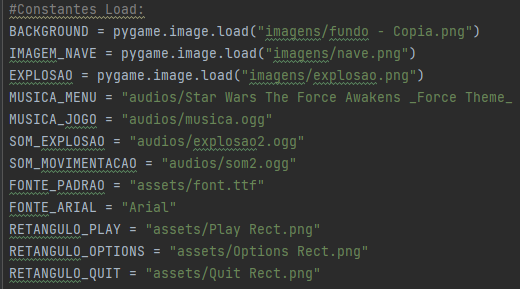 #Constantes Load:
BACKGROUND = pygame.image.load("imagens/fundo - Copia.png")
IMAGEM_NAVE = pygame.image.load("imagens/nave.png")
EXPLOSAO = pygame.image.load("imagens/explosao.png")
MUSICA_MENU = "audios/Star Wars The Force Awakens _Force Theme_
MUSICA_JOGO = "audios/musica.ogg"
SOM_EXPLOSAO = "audios/explosao2.ogg"
SOM_MOVIMENTACAO = "audios/som2.ogg"
FONTE_PADRAO = "assets/font.ttf"
FONTE_ARIAL = "Arial"
RETANGULO_PLAY = "assets/Play Rect.png"
RETANGULO_OPTIONS = "assets/Options Rect.png"
RETANGULO_QUIT = "assets/Quit Rect.png"